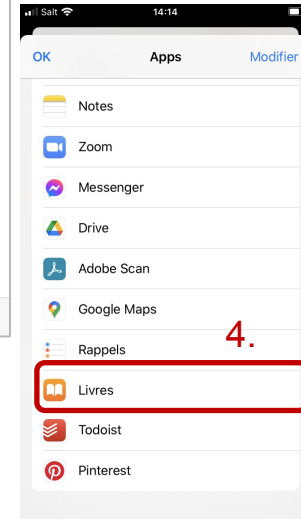 Salt 14:14
OK Apps Modifier
Notes
Zoom
Messenger
Drive
Adobe Scan
Google Maps
4.
Rappels
Livres
Todoist
Pinterest